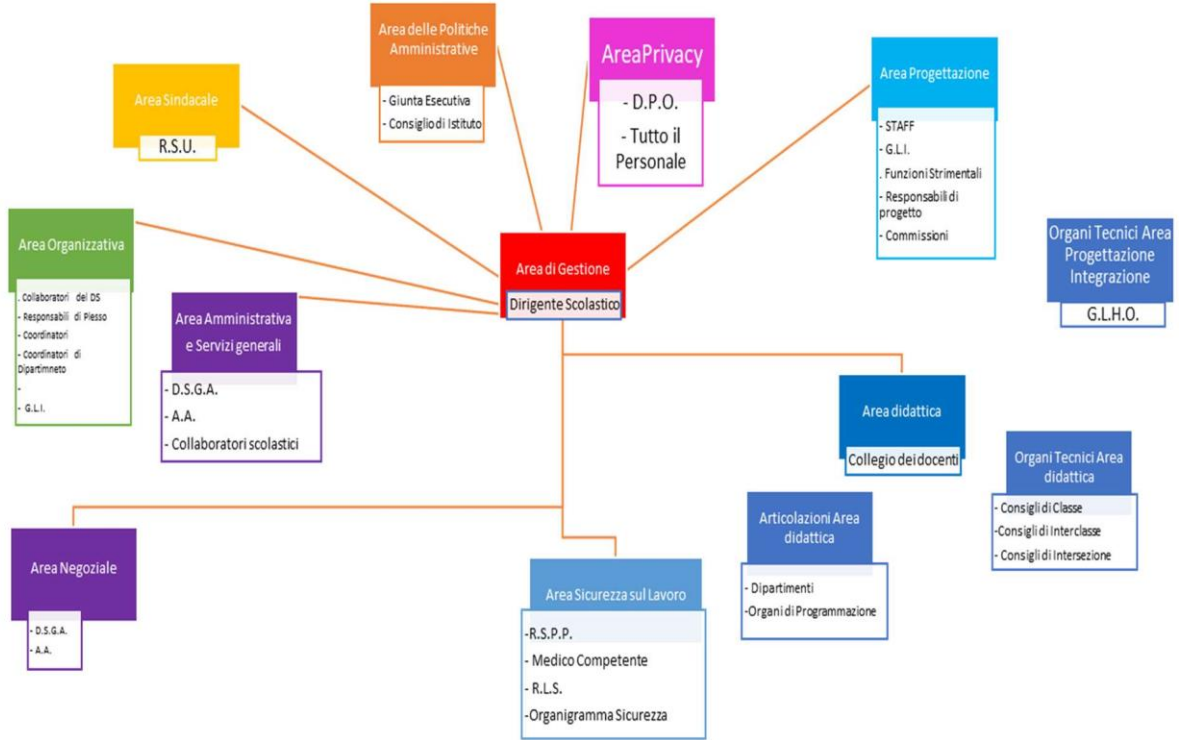 Area delle Politiche
Amministrative
- Giunta Esecutiva
- Consiglio di Istituto
AreaPrivacy
- D.P.O.
- Tutto il
Personale
Area Progettazione
- STAFF
- G.L.I.
. Funzioni Strimentali
- Responsabili di
progetto
- Commissioni
Area Sindacale
R.S.U.
Area Organizzativa
. Collaboratori del DS
- Responsabili di Plesso
- Coordinatori
- Coordinatori di
Dipartimneto
-
- G.L.I.
Area Amministrativa
e Servizi generali
- D.S.G.A.
- A.A.
- Collaboratori scolastici
Area di Gestione
Dirigente Scolastico
Organi Tecnici Area
Progettazione
Integrazione
G.L.H.O.
Area didattica
Collegio dei docenti
Organi Tecnici Area
didattica
- Consigli di Classe
-Consigli di Interclasse
- Consigli di Intersezione
Articolazioni Area
didattica
- Dipartimenti
-Organi di Programmazione
Area Negoziale
- D.S.G.A.
- A.A.
Area Sicurezza sul Lavoro
-R.S.P.P.
- Medico Competente
- R.L.S.
-Organigramma Sicurezza